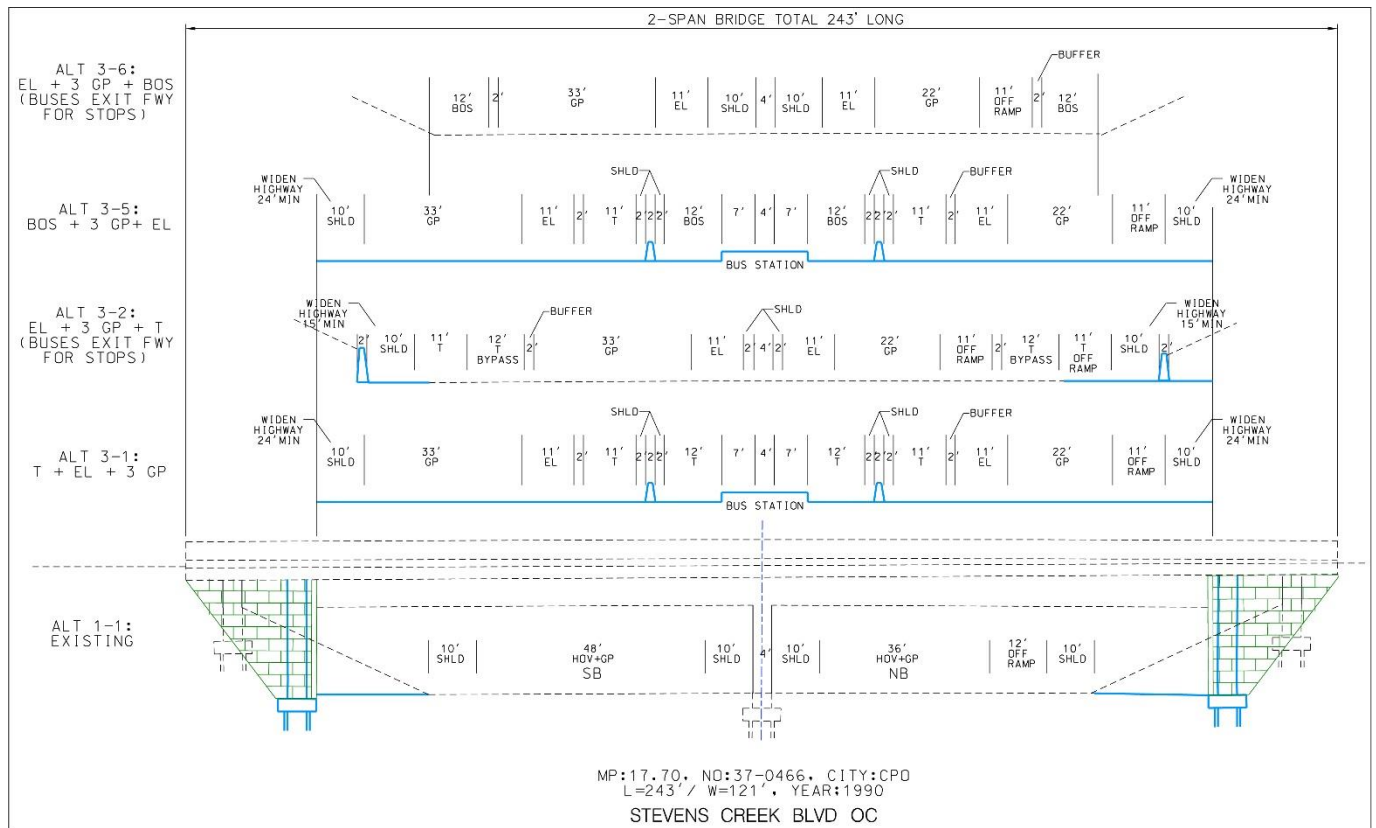 2-SPAN BRIDGE TOTAL 243' LONG
ALT 3-6:
EL + 3 GP + BOS
(BUSES EXIT FWY
FOR STOPS)
BUFFER
12' BOS
2'
33' GP
11' EL
10' SHLD
4'
10' SHLD
11' EL
22' GP
11' OFF RAMP
2'
12' BOS
ALT 3-5:
BOS + 3 GP+ EL
WIDEN
HIGHWAY
24'MIN
SHLD
SHLD
BUFFER
WIDEN
HIGHWAY
24'MIN
10' SHLD
33' GP
11' EL
2'
11' T
2'
2'
2'
12' BOS
7'
4'
7'
12' BOS
2'
2'
2'
11' T
2'
11' EL
22' GP
11' OFF RAMP
10' SHLD
BUS STATION
ALT 3-2:
EL + 3 GP + T
(BUSES EXIT FWY
FOR STOPS)
WIDEN
HIGHWAY
15'MIN
BUFFER
SHLD
WIDEN
HIGHWAY
15'MIN
2'
10' SHLD
11' T
12' T BYPASS
2'
33' GP
11' EL
2'
4'
2'
11' EL
22' GP
11' OFF RAMP
2'
12' T BYPASS
11' T OFF RAMP
10' SHLD
2'
ALT 3-1:
T + EL + 3 GP
WIDEN
HIGHWAY
24'MIN
SHLD
SHLD
BUFFER
WIDEN
HIGHWAY
24'MIN
10' SHLD
33' GP
11' EL
2'
11' T
2'
2'
2'
12' T
7'
4'
7'
12' T
2'
2'
2'
11' T
2'
11' EL
22' GP
11' OFF RAMP
10' SHLD
BUS STATION
ALT 1-1:
EXISTING
10' SHLD
48' HOV+GP
SB
10' SHLD
4'
10' SHLD
36' HOV+GP
NB
12' OFF RAMP
10' SHLD
MP:17.70, NO:37-0466, CITY:CPO
L=243'/ W=121', YEAR:1990
STEVENS CREEK BLVD OC